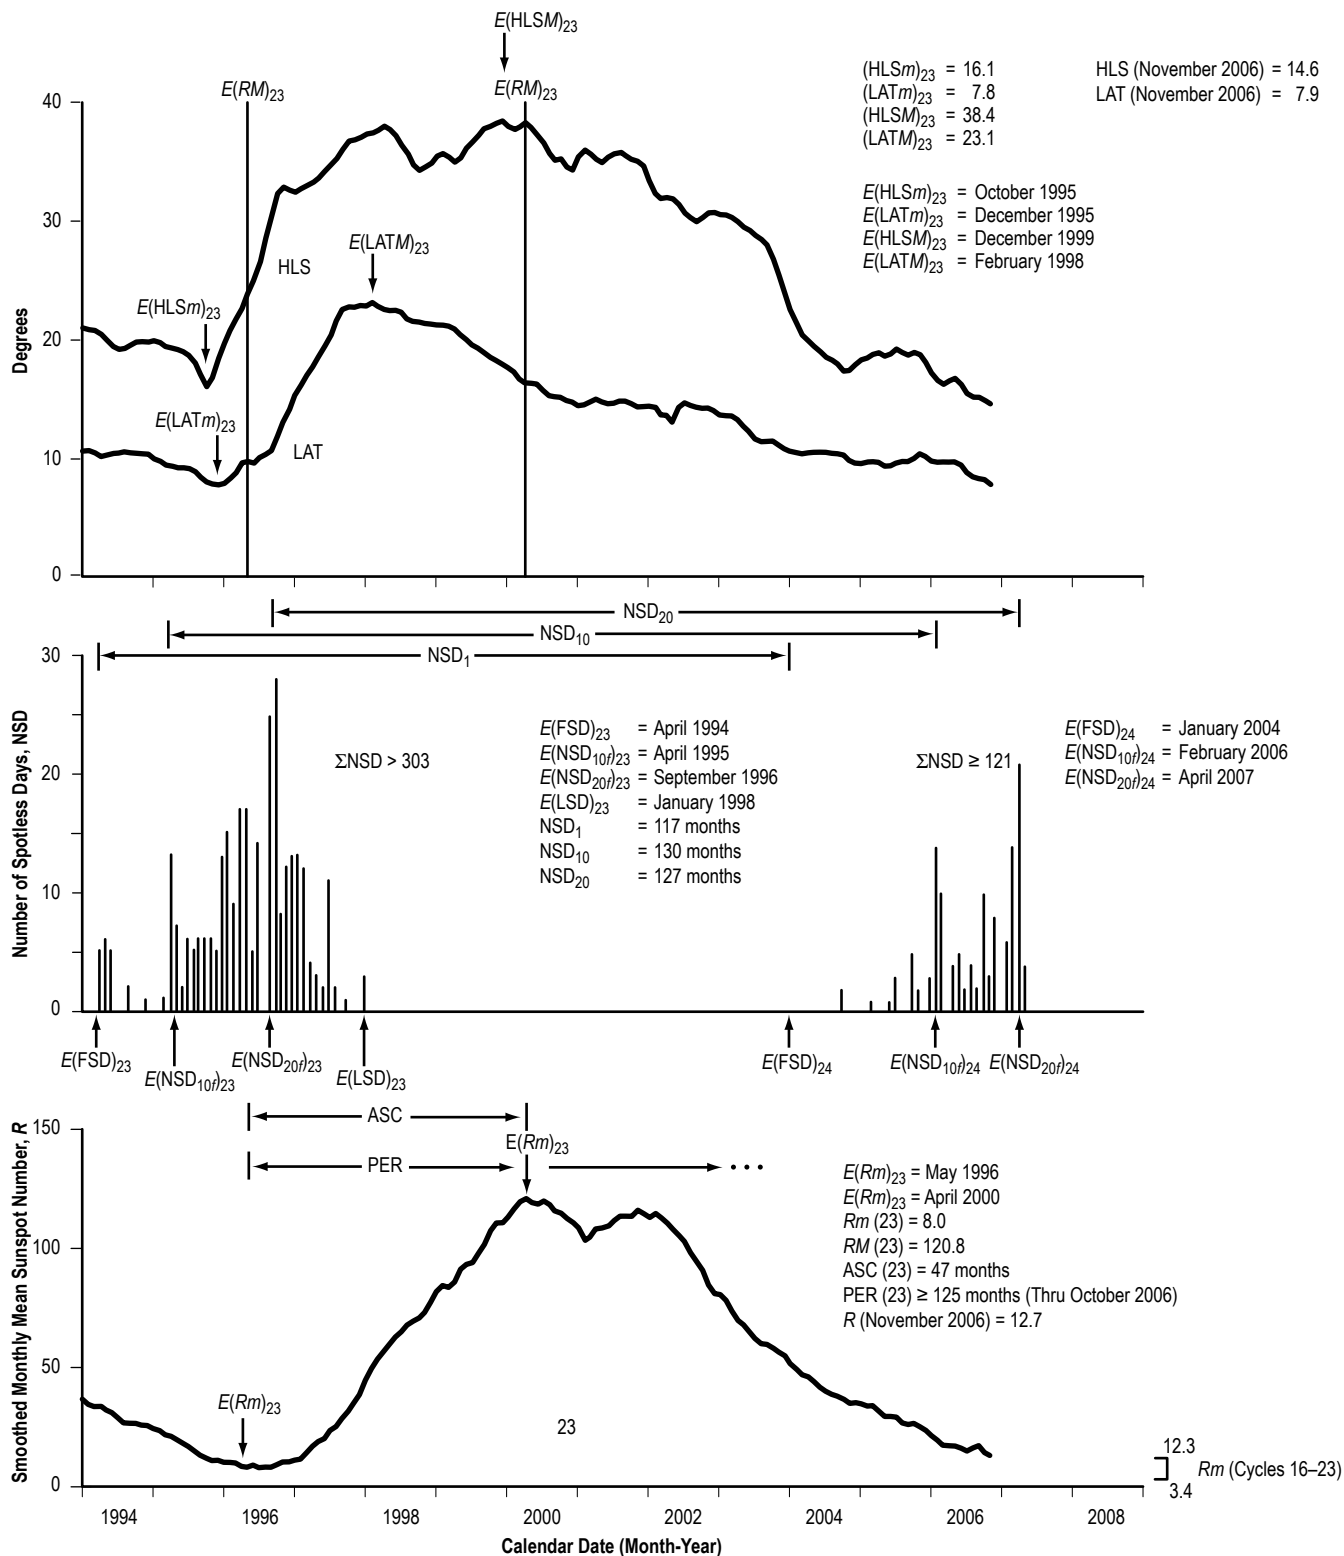 E(HLSM)23
E(RM)23
E(RM)23
(HLSm)23 = 16.1
(LATm)23 = 7.8
(HLSM)23 = 38.4
(LATM)23 = 23.1
HLS (November 2006) = 14.6
LAT (November 2006) = 7.9
E(HLSm)23 = October 1995
E(LATm)23 = December 1995
E(HLSM)23 = December 1999
E(LATM)23 = February 1998
40
30
20
10
0
Degrees
E(LATM)23
HLS
E(HLSm)23
E(LATm)23
LAT
NSD20
NSD10
NSD1
30
20
10
0
Number of Spotless Days, NSD
ΣNSD > 303
E(FSD)23 = April 1994
E(NSD10f)23 = April 1995
E(NSD20f)23 = September 1996
E(LSD)23 = January 1998
NSD1 = 117 months
NSD10 = 130 months
NSD20 = 127 months
ΣNSD ≥ 121
E(FSD)24 = January 2004
E(NSD10f)24 = February 2006
E(NSD20f)24 = April 2007
E(FSD)23
E(NSD10f)23
E(NSD20f)23
E(LSD)23
E(FSD)24
E(NSD10f)24
E(NSD20f)24
ASC
E(Rm)23
PER
150
100
50
0
Smoothed Monthly Mean Sunspot Number, R
E(Rm)23 = May 1996
E(Rm)23 = April 2000
Rm (23) = 8.0
RM (23) = 120.8
ASC (23) = 47 months
PER (23) ≥ 125 months (Thru October 2006)
R (November 2006) = 12.7
E(Rm)23
23
12.3
Rm (Cycles 16–23)
3.4
1994 1996 1998 2000 2002 2004 2006 2008
Calendar Date (Month-Year)